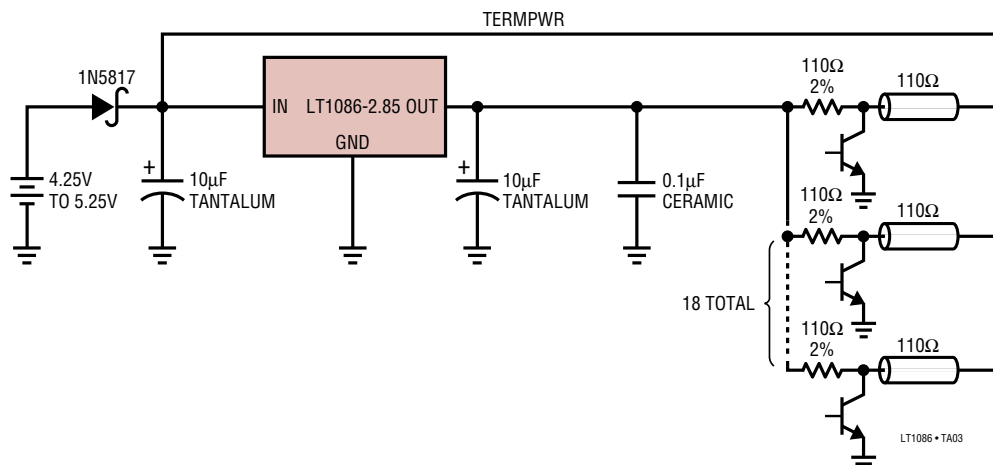 TERMPWR
1N5817
IN LT1086-2.85 OUT
GND
4.25V
TO 5.25V
+
10µF
TANTALUM
+
10µF
TANTALUM
0.1µF
CERAMIC
110Ω
2%
110Ω
110Ω
2%
110Ω
18 TOTAL
110Ω
2%
110Ω
LT1086 • TA03